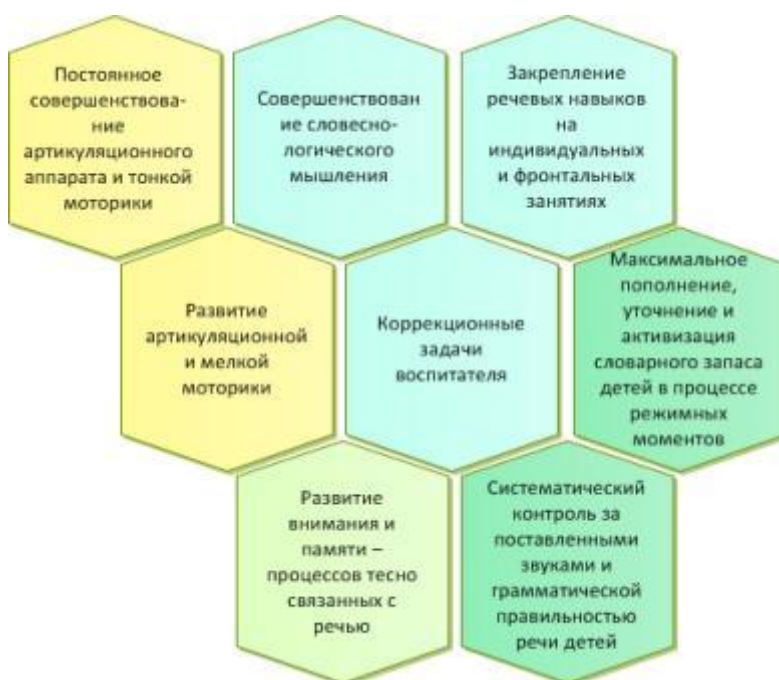 Постоянное
совершенствова-
ние
артикуляционного
аппарата и тонкой
моторики
Совершенствован
ие словесно-
логического
мышления
Закрепление
речевых навыков
на
индивидуальных
и фронтальных
занятиях
Развитие
артикуляционной
и мелкой
моторики
Коррекционные
задачи
воспитателя
Максимальное
пополнение,
уточнение и
активизация
словарного запаса
детей в процессе
режимных
моментов
Развитие
внимания и
памяти –
процессов тесно
связанных с
речью
Систематический
контроль за
поставленными
звуками и
грамматической
правильностью
речи детей